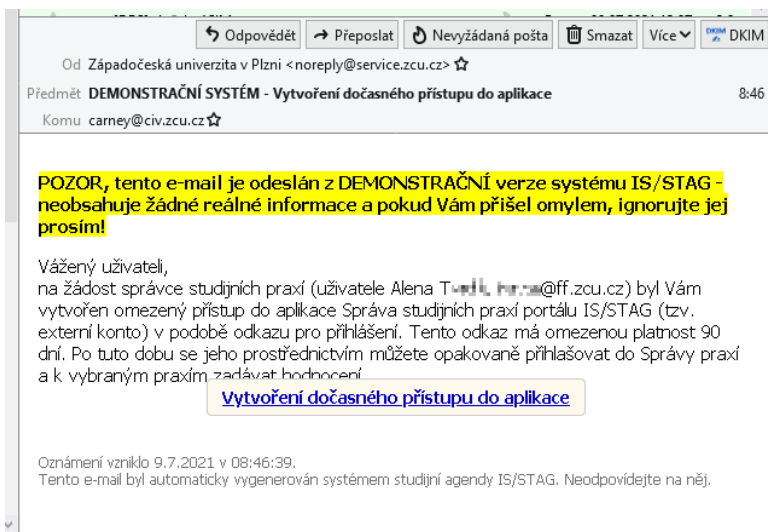 Odpovědět Přeposlat Nevyžádaná pošta Smazat Více DKIM DKIM
Od Západočeská univerzita v Plzni <noreply@service.zcu.cz>
Předmět DEMONSTRAČNÍ SYSTÉM - Vytvoření dočasného přístupu do aplikace 8:46
Komu carney@civ.zcu.cz
POZOR, tento e-mail je odeslán z DEMONSTRAČNÍ verze systému IS/STAG -
neobsahuje žádné reálné informace a pokud Vám přišel omylem, ignorujte jej
prosím!
Vážený uživateli,
na žádost správce studijních praxí (uživatele Alena @ff.zcu.cz) byl Vám
vytvořen omezený přístup do aplikace Správa studijních praxí portálu IS/STAG (tzv.
externí konto) v podobě odkazu pro přihlášení. Tento odkaz má omezenou platnost 90
dní. Po tuto dobu se jeho prostřednictvím můžete opakovaně přihlašovat do Správy praxí
a k vybraným praxím zadávat hodnocení
Vytvoření dočasného přístupu do aplikace
Oznámení vzniklo 9.7.2021 v 08:46:39.
Tento e-mail byl automaticky vygenerován systémem studijní agendy IS/STAG. Neodpovídejte na něj.